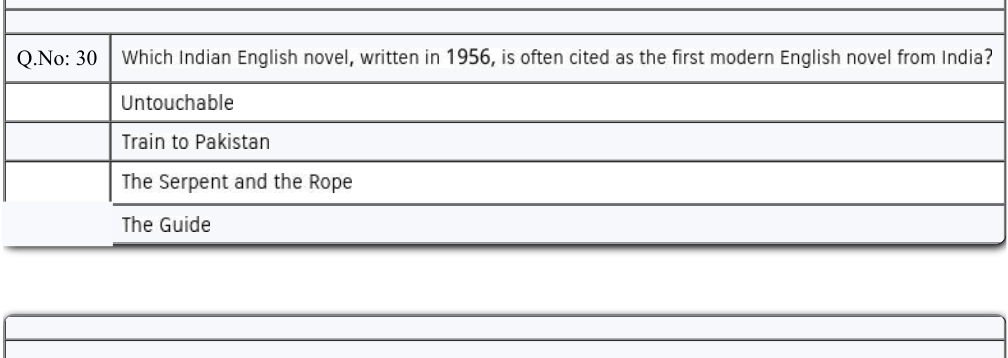 Q.No: 30 Which Indian English novel, written in 1956, is often cited as the first modern English novel from India?
Untouchable
Train to Pakistan
The Serpent and the Rope
The Guide